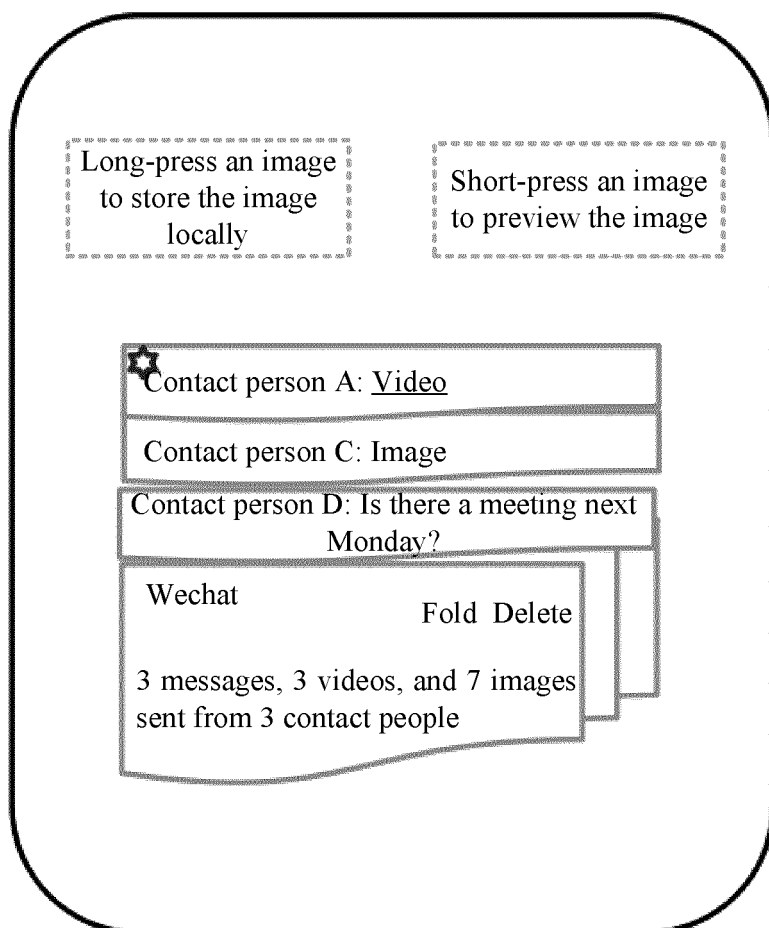 Long-press an image
to store the image
locally
Short-press an image
to preview the image
Contact person A: Video
Contact person C: Image
Contact person D: Is there a meeting next
Monday?
Wechat
Fold Delete
3 messages, 3 videos, and 7 images
sent from 3 contact people